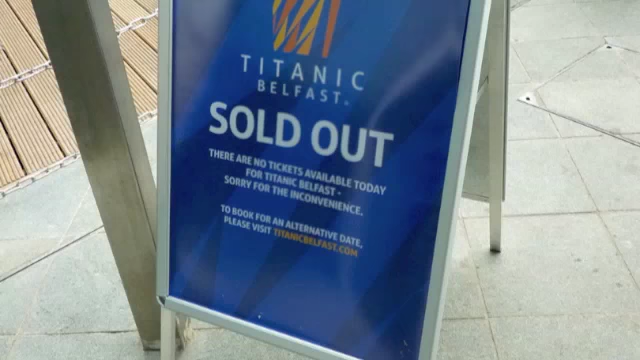 TITANIC
BELFAST.
SOLD OUT
THERE ARE NO TICKETS AVAILABLE TODAY
FOR TITANIC BELFAST -
SORRY FOR THE INCONVENIENCE.
TO BOOK FOR AN ALTERNATIVE DATE,
PLEASE VISIT TITANICBELFAST.COM